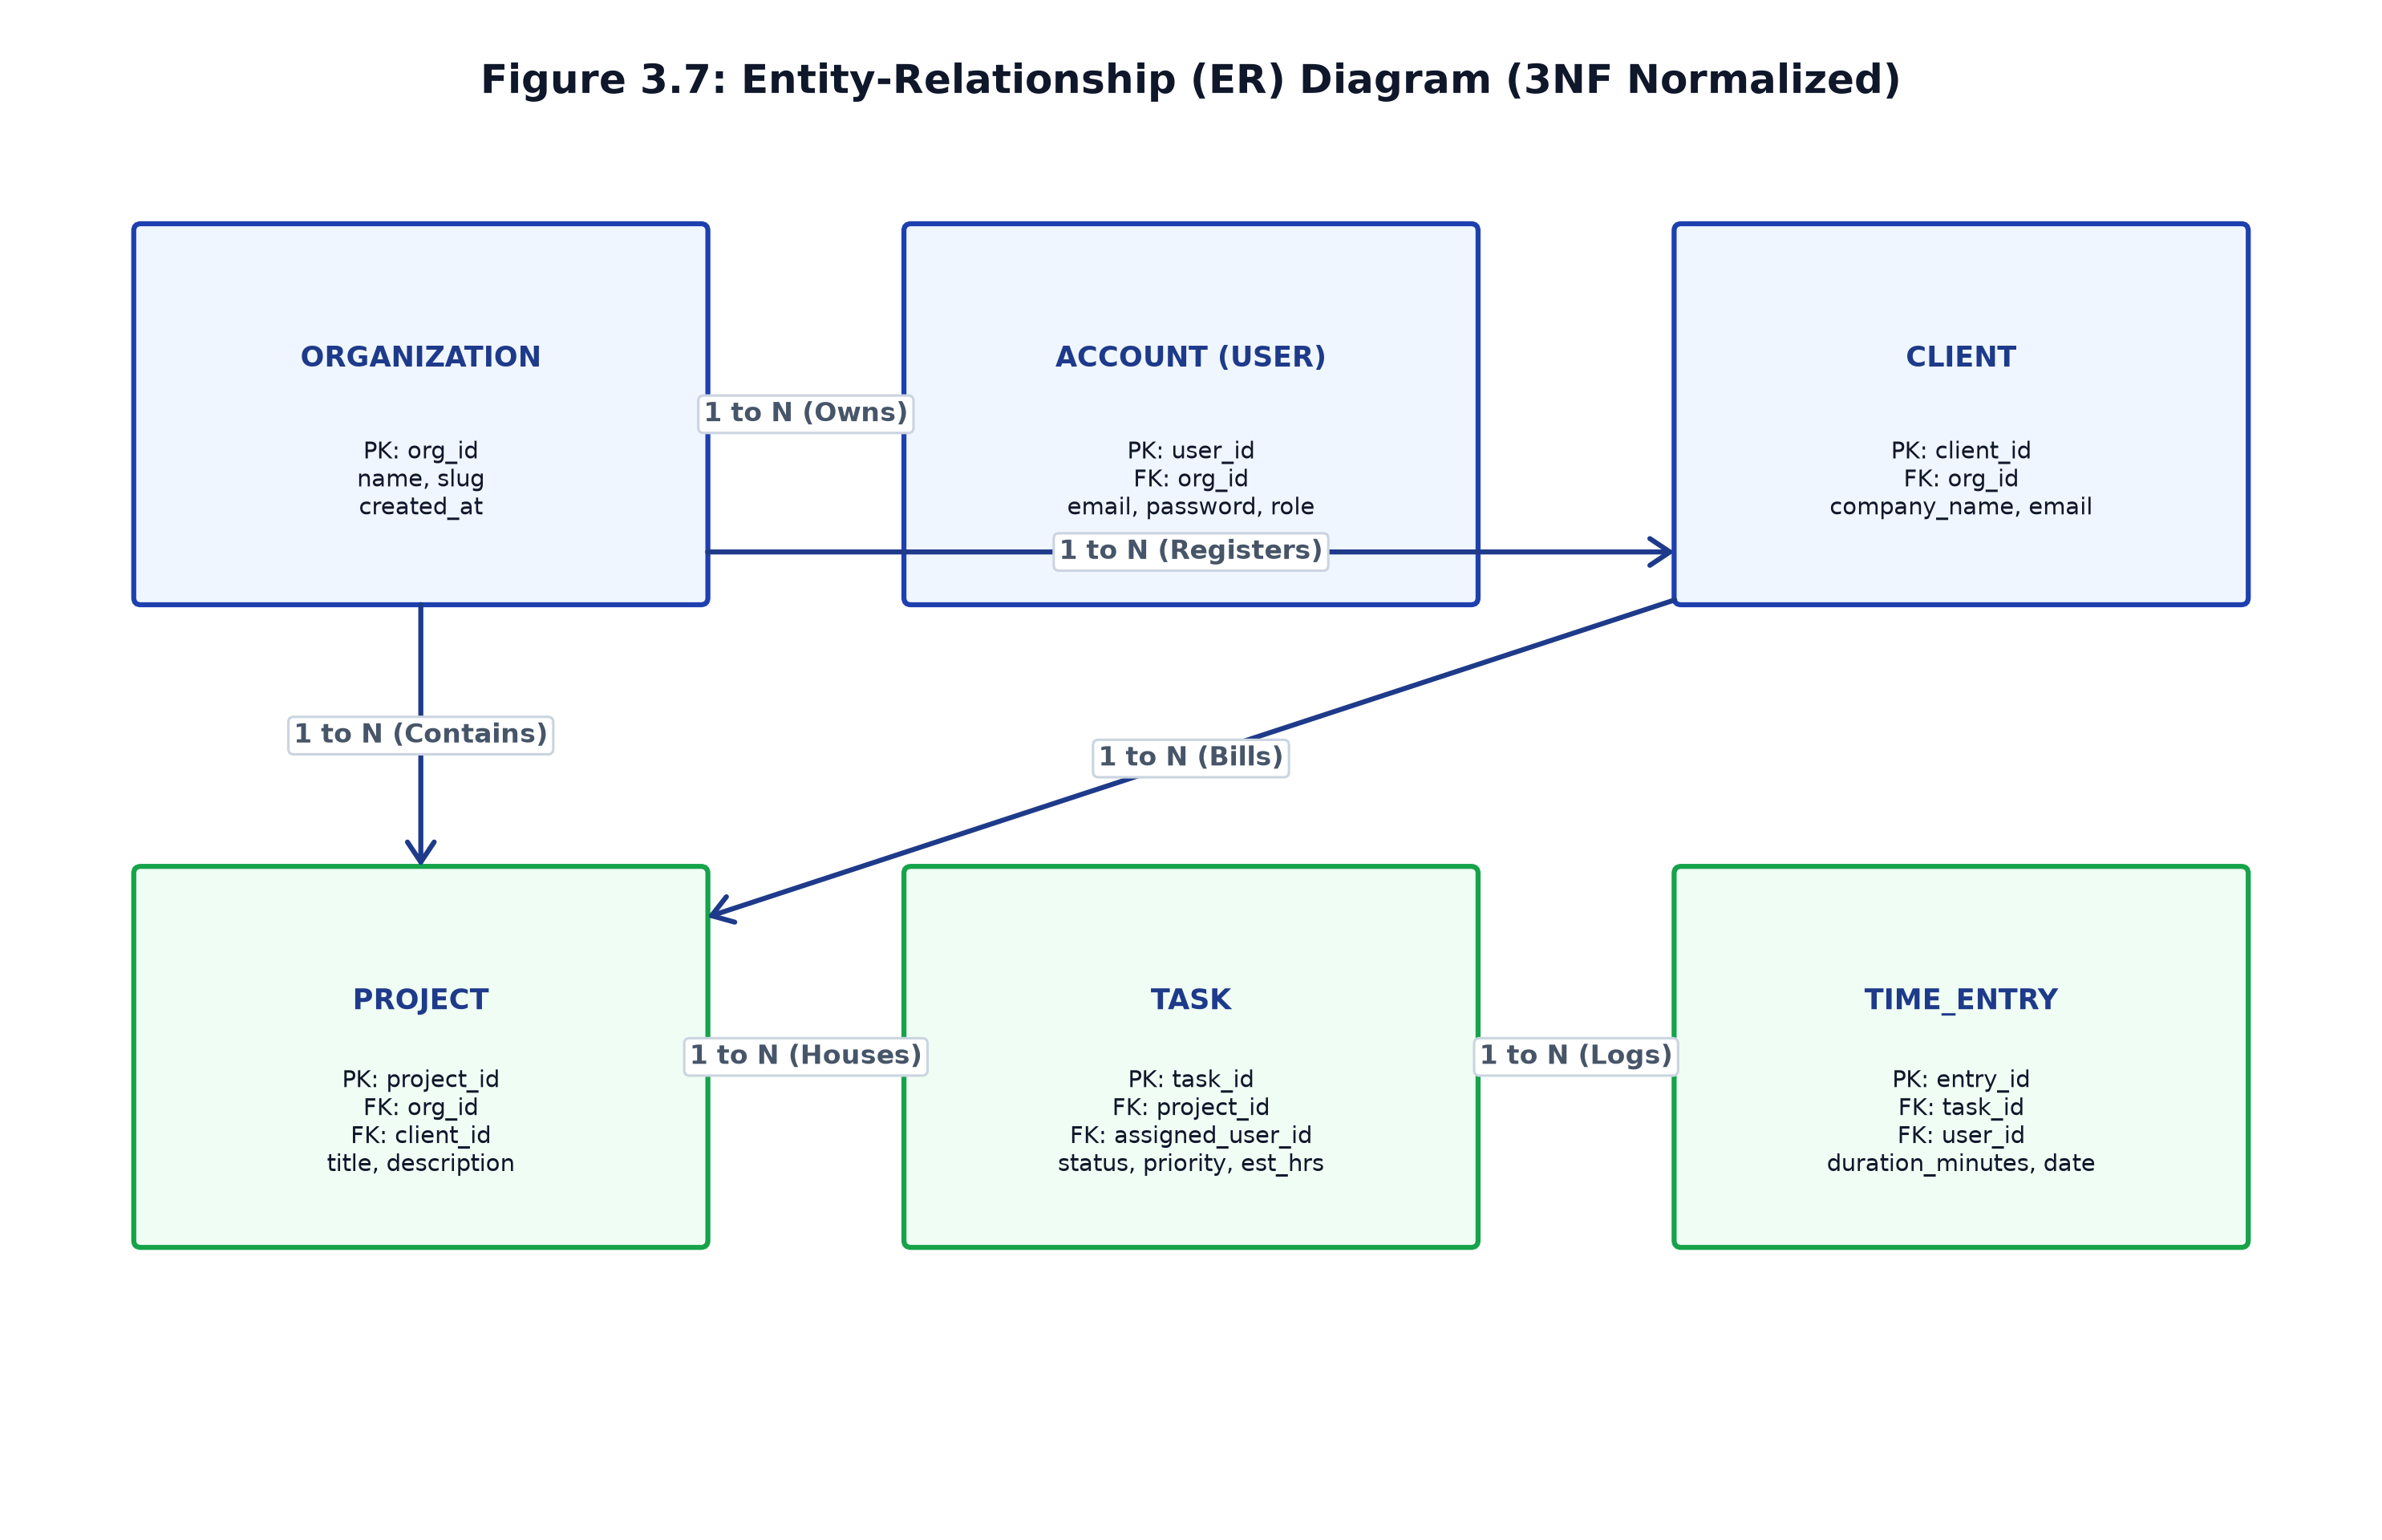 Figure 3.7: Entity-Relationship (ER) Diagram (3NF Normalized)
ORGANIZATION
PK: org_id
name, slug
created_at
1 to N (Owns)
ACCOUNT (USER)
PK: user_id
FK: org_id
email, password, role
1 to N (Registers)
CLIENT
PK: client_id
FK: org_id
company_name, email
1 to N (Contains)
1 to N (Bills)
PROJECT
PK: project_id
FK: org_id
FK: client_id
title, description
1 to N (Houses)
TASK
PK: task_id
FK: project_id
FK: assigned_user_id
status, priority, est_hrs
1 to N (Logs)
TIME_ENTRY
PK: entry_id
FK: task_id
FK: user_id
duration_minutes, date